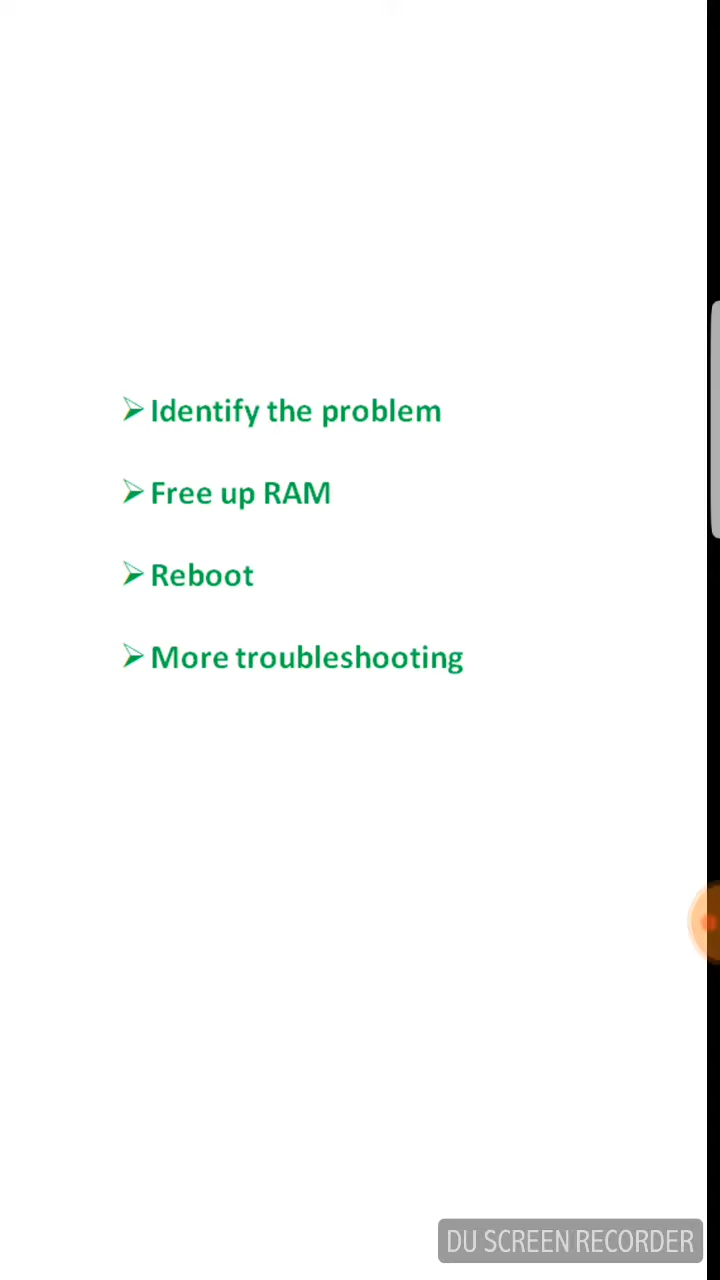 Identify the problem
Free up RAM
Reboot
More troubleshooting
DU SCREEN RECORDER